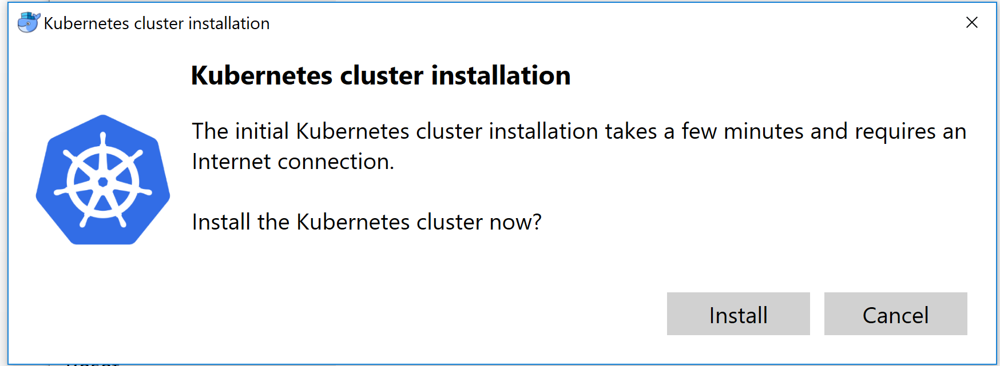 Kubernetes cluster installation
Kubernetes cluster installation
The initial Kubernetes cluster installation takes a few minutes and requires an
Internet connection.
Install the Kubernetes cluster now?
Install Cancel